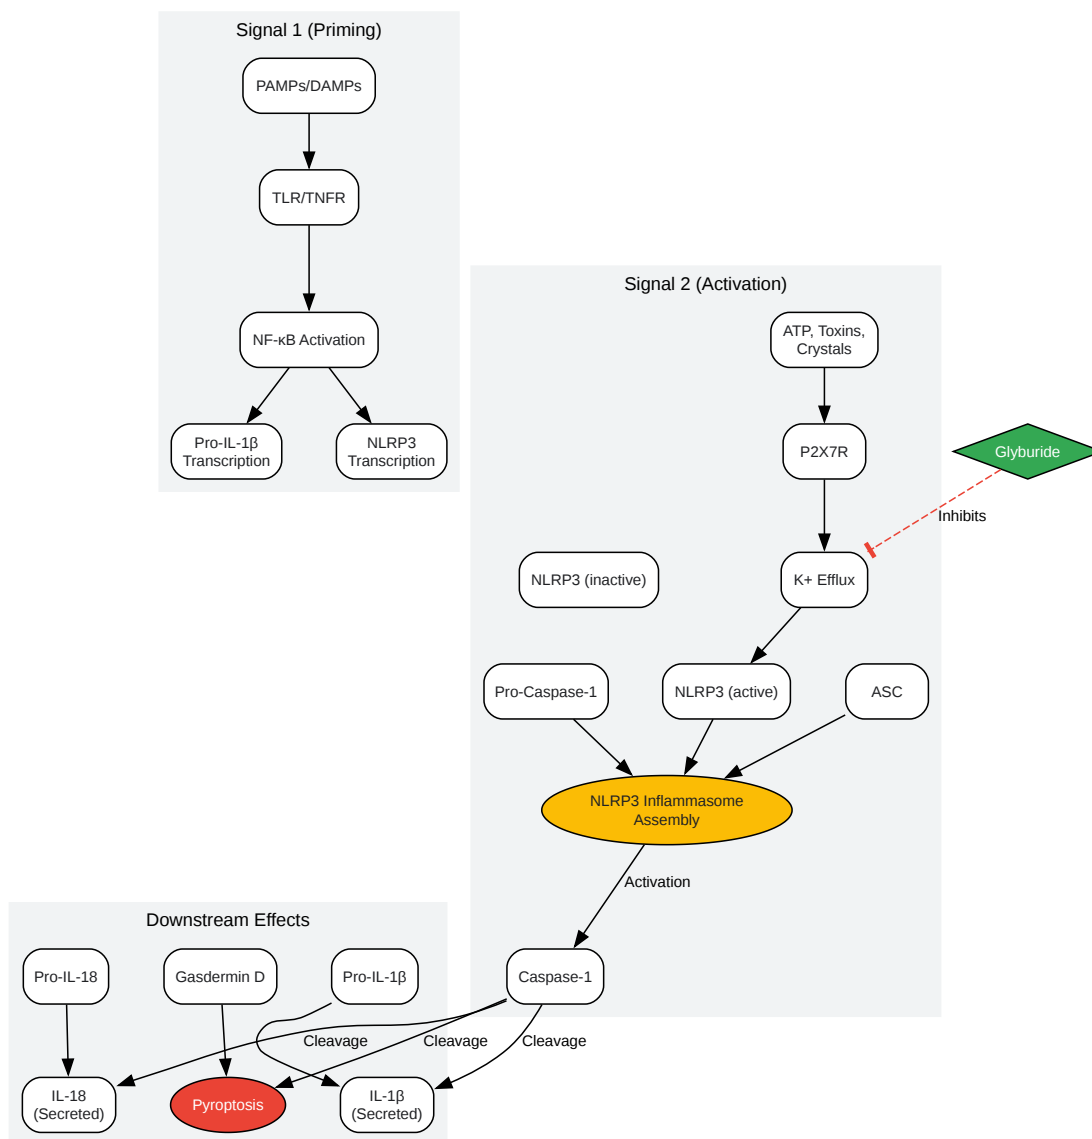 Signal 1 (Priming)
PAMPs/DAMPs
TLR/TNFR
NF-κB Activation
Pro-IL-1β
Transcription
NLRP3
Transcription
Signal 2 (Activation)
ATP, Toxins,
Crystals
P2X7R
Glyburide
Inhibits
NLRP3 (inactive)
K+ Efflux
Pro-Caspase-1
NLRP3 (active)
ASC
NLRP3 Inflammasome
Assembly
Activation
Downstream Effects
Pro-IL-18
Gasdermin D
Pro-IL-1β
Caspase-1
Cleavage
Cleavage
Cleavage
IL-18
(Secreted)
Pyroptosis
IL-1β
(Secreted)